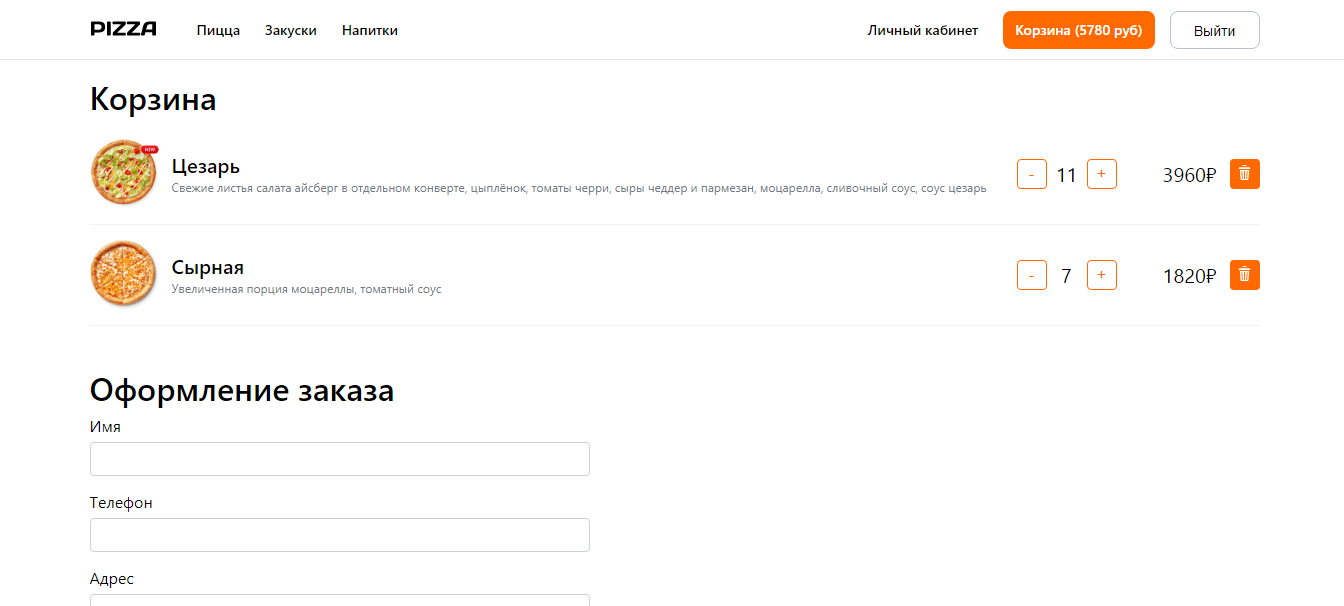 PIZZA Пицца Закуски Напитки Личный кабинет Корзина (5780 руб) Выйти
Корзина
NEW
Цезарь
Свежие листья салата айсберг в отдельном конверте, цыплёнок, томаты черри, сыры чеддер и пармезан, моцарелла, сливочный соус, соус цезарь
- 11 + 3960₽
Сырная
Увеличенная порция моцареллы, томатный соус
- 7 + 1820₽
Оформление заказа
Имя
Телефон
Адрес